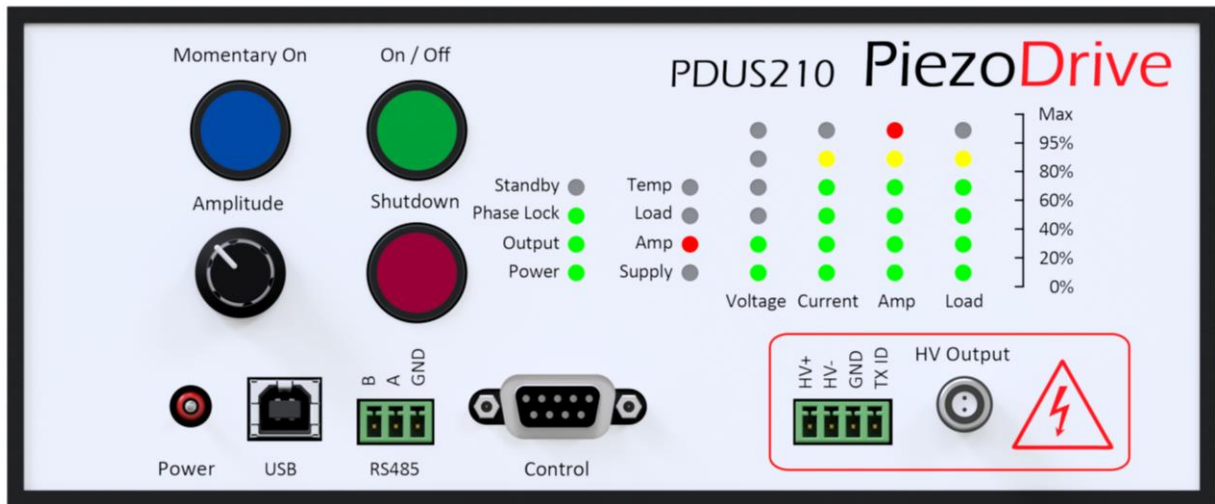 Momentary On
On / Off
PDUS210 PiezoDrive
Amplitude
Shutdown
Standby
Phase Lock
Output
Power
Temp
Load
Amp
Supply
Max
95%
80%
60%
40%
20%
0%
Voltage Current Amp Load
Power
USB
B
A
GND
RS485
Control
HV+
HV-
GND
TX ID
HV Output